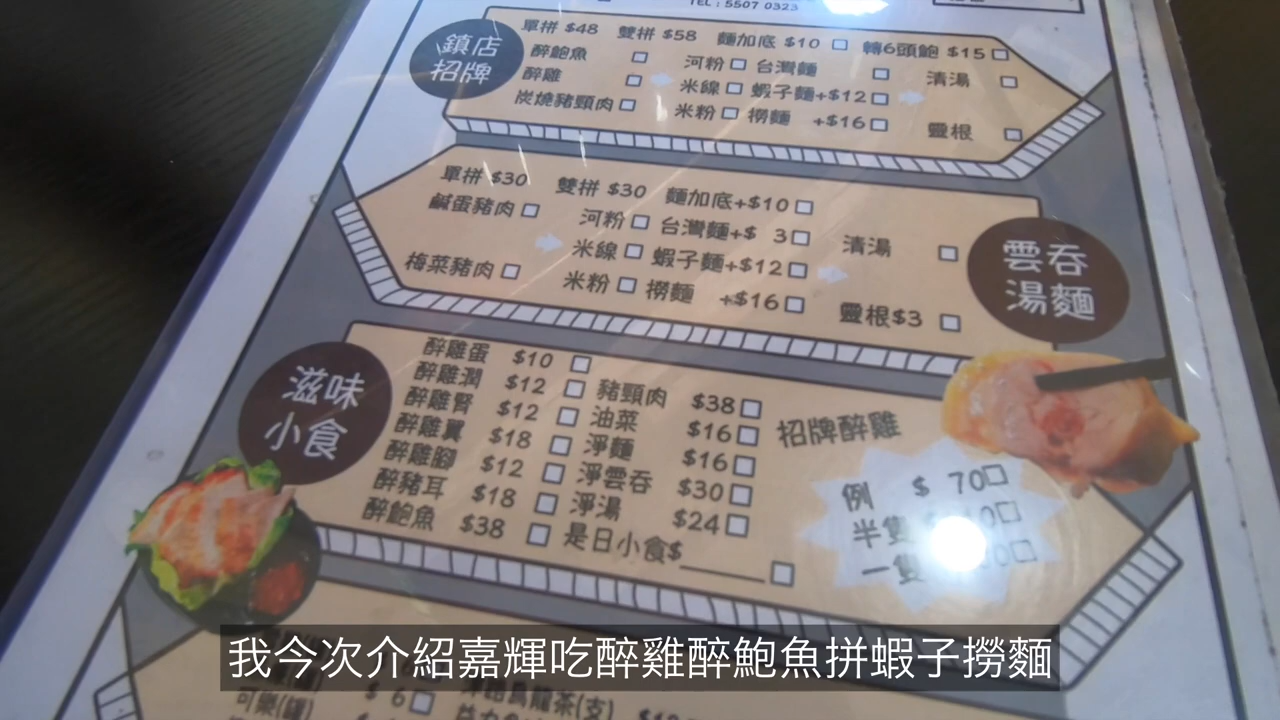 TEL : 5507 0323
鎮店
招牌
單拼 $48 雙拼 $58 麵加底 $10 □ 轉6頭鮑 $15 □
醉鮑魚 □ 河粉 □ 台灣麵 □ 清湯 □
醉雞 □ 米線 □ 蝦子麵+$12 □
炭燒豬頸肉 □ 米粉 □ 撈麵 +$16 □ 靈根 □
單拼 $30 雙拼 $30 麵加底+$10 □
鹹蛋豬肉 □ 河粉 □ 台灣麵+$ 3 □ 清湯 □
米線 □ 蝦子麵+$12 □
梅菜豬肉 □ 米粉 □ 撈麵 +$16 □ 靈根$3 □
雲吞
湯麵
滋味
小食
醉雞蛋 $10 □
醉雞潤 $12 □ 豬頸肉 $38 □
醉雞腎 $12 □ 油菜 $16 □
醉雞翼 $18 □ 淨麵 $16 □
醉雞腳 $12 □ 淨雲吞 $30 □
醉豬耳 $18 □ 淨湯 $24 □
醉鮑魚 $38 □ 是日小食$______ □
招牌醉雞
例 $ 70 □
半隻
一隻
我今次介紹嘉輝吃醉雞醉鮑魚拼蝦子撈麵
可樂(罐) $ 6 □